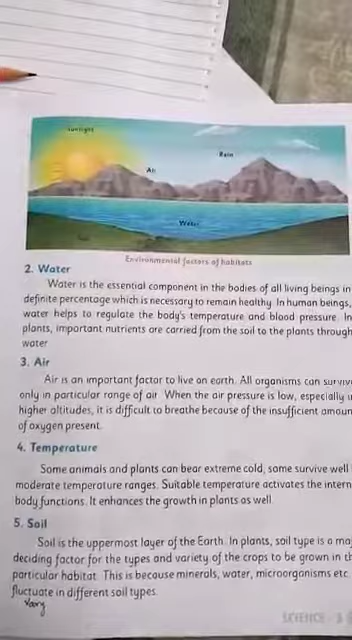 Sunlight
Rain
Air
Water
Environmental factors of habitats
2. Water
Water is the essential component in the bodies of all living beings in
definite percentage which is necessary to remain healthy. In human beings,
water helps to regulate the body's temperature and blood pressure. In
plants, important nutrients are carried from the soil to the plants through
water
3. Air
Air is an important factor to live on earth. All organisms can surviv
only in particular range of air. When the air pressure is low, especially
higher altitudes, it is difficult to breathe because of the insufficient amoun
of oxygen present.
4. Temperature
Some animals and plants can bear extreme cold, some survive well
moderate temperature ranges. Suitable temperature activates the intern
body functions. It enhances the growth in plants as well.
5. Soil
Soil is the uppermost layer of the Earth. In plants, soil type is a maj
deciding factor for the types and variety of the crops to be grown in th
particular habitat. This is because minerals, water, microorganisms etc
fluctuate in different soil types.
Vary
SCIENCE - 3